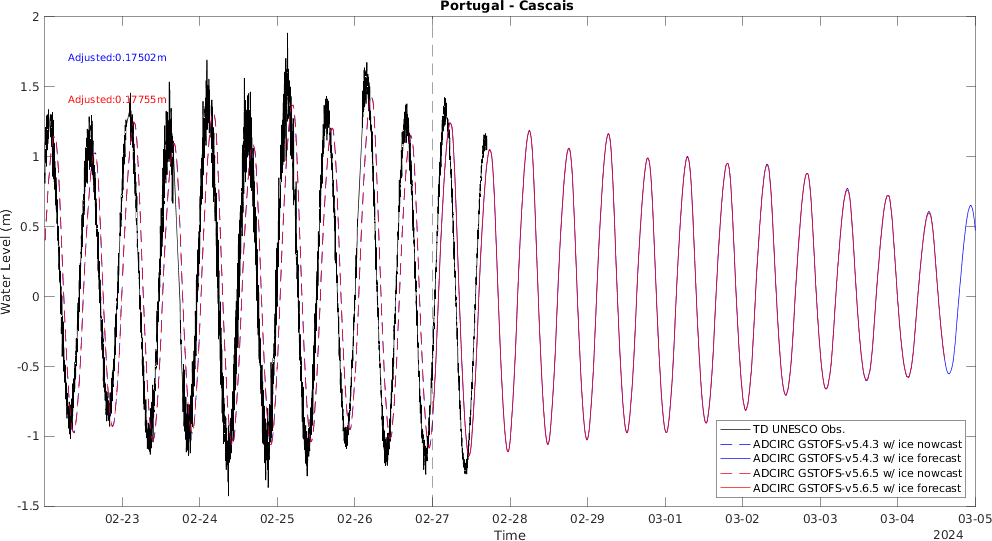 Portugal - Cascais
Adjusted:0.17502m
Adjusted:0.17755m
Water Level (m)
2
1.5
1
0.5
0
-0.5
-1
-1.5
TD UNESCO Obs.
ADCIRC GSTOFS-v5.4.3 w/ ice nowcast
ADCIRC GSTOFS-v5.4.3 w/ ice forecast
ADCIRC GSTOFS-v5.6.5 w/ ice nowcast
ADCIRC GSTOFS-v5.6.5 w/ ice forecast
02-23 02-24 02-25 02-26 02-27 02-28 02-29 03-01 03-02 03-03 03-04 03-05
Time
2024